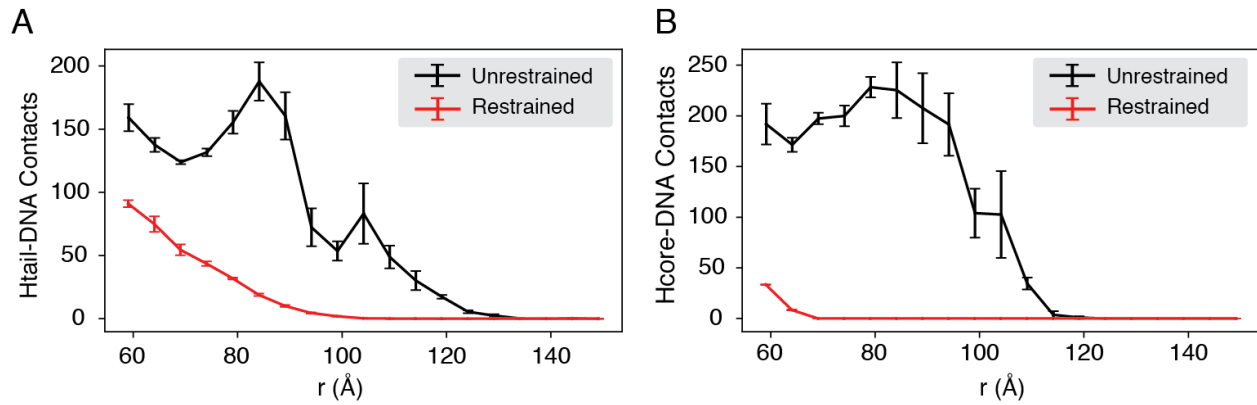 A
Htail-DNA Contacts
200
150
100
50
0
Unrestrained
Restrained
60 80 100 120 140
r (Å)
B
Hcore-DNA Contacts
250
200
150
100
50
0
Unrestrained
Restrained
60 80 100 120 140
r (Å)